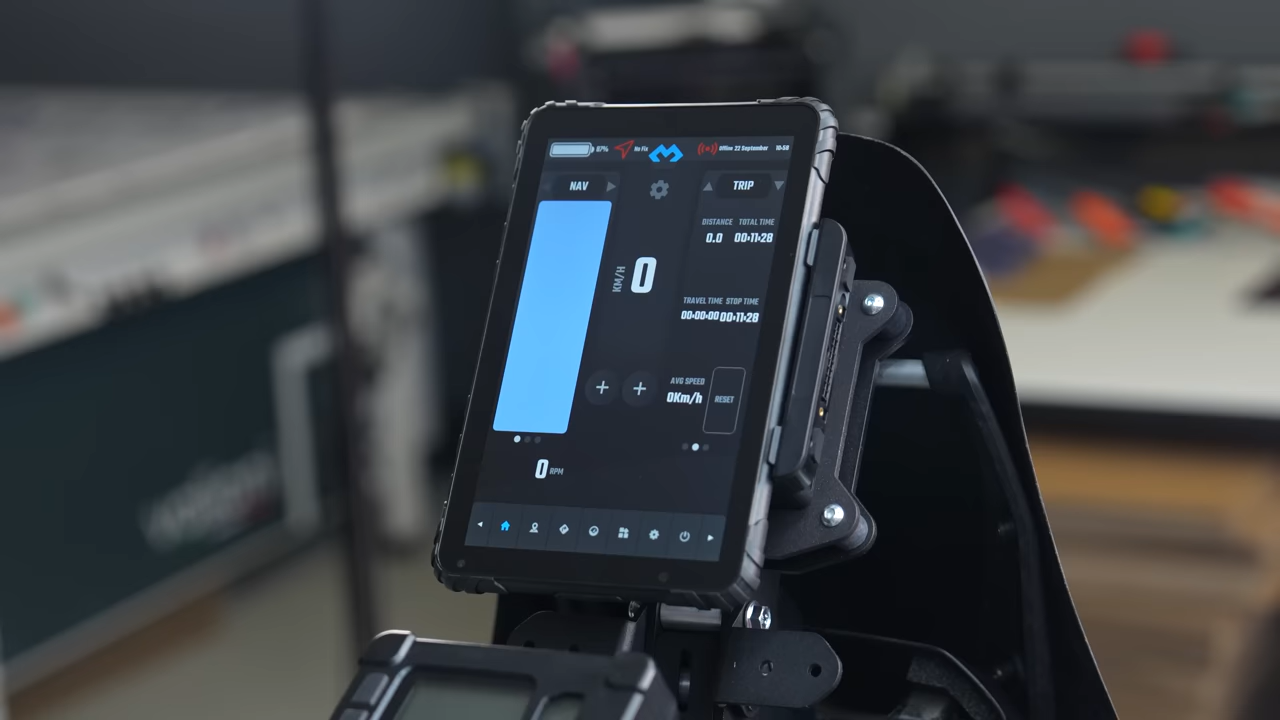 87% No Fix Offline 22 September 10:58
NAV TRIP
DISTANCE TOTAL TIME
0.0 00:11:28
KM/H 0
TRAVEL TIME STOP TIME
00:00:00 00:11:28
AVG SPEED
0Km/h RESET
0 RPM